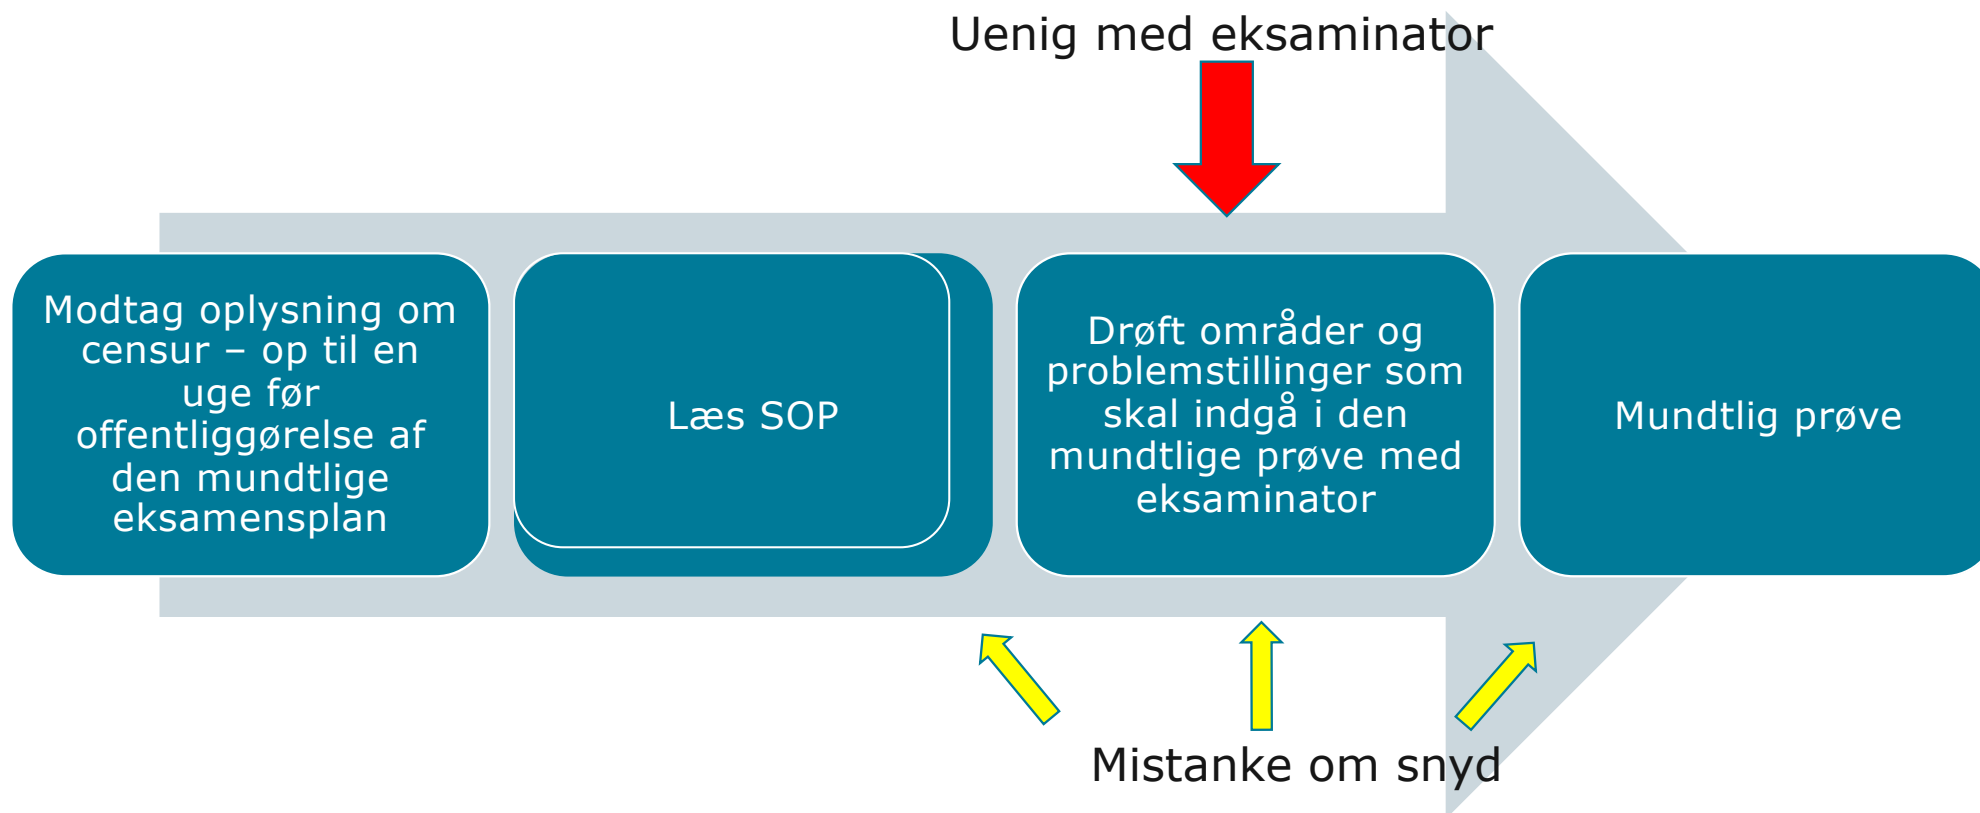 Uenig med eksaminator
Modtag oplysning om
censur – op til en
uge før
offentliggørelse af
den mundtlige
eksamensplan
Læs SOP
Drøft områder og
problemstillinger som
skal indgå i den
mundtlige prøve med
eksaminator
Mundtlig prøve
Mistanke om snyd